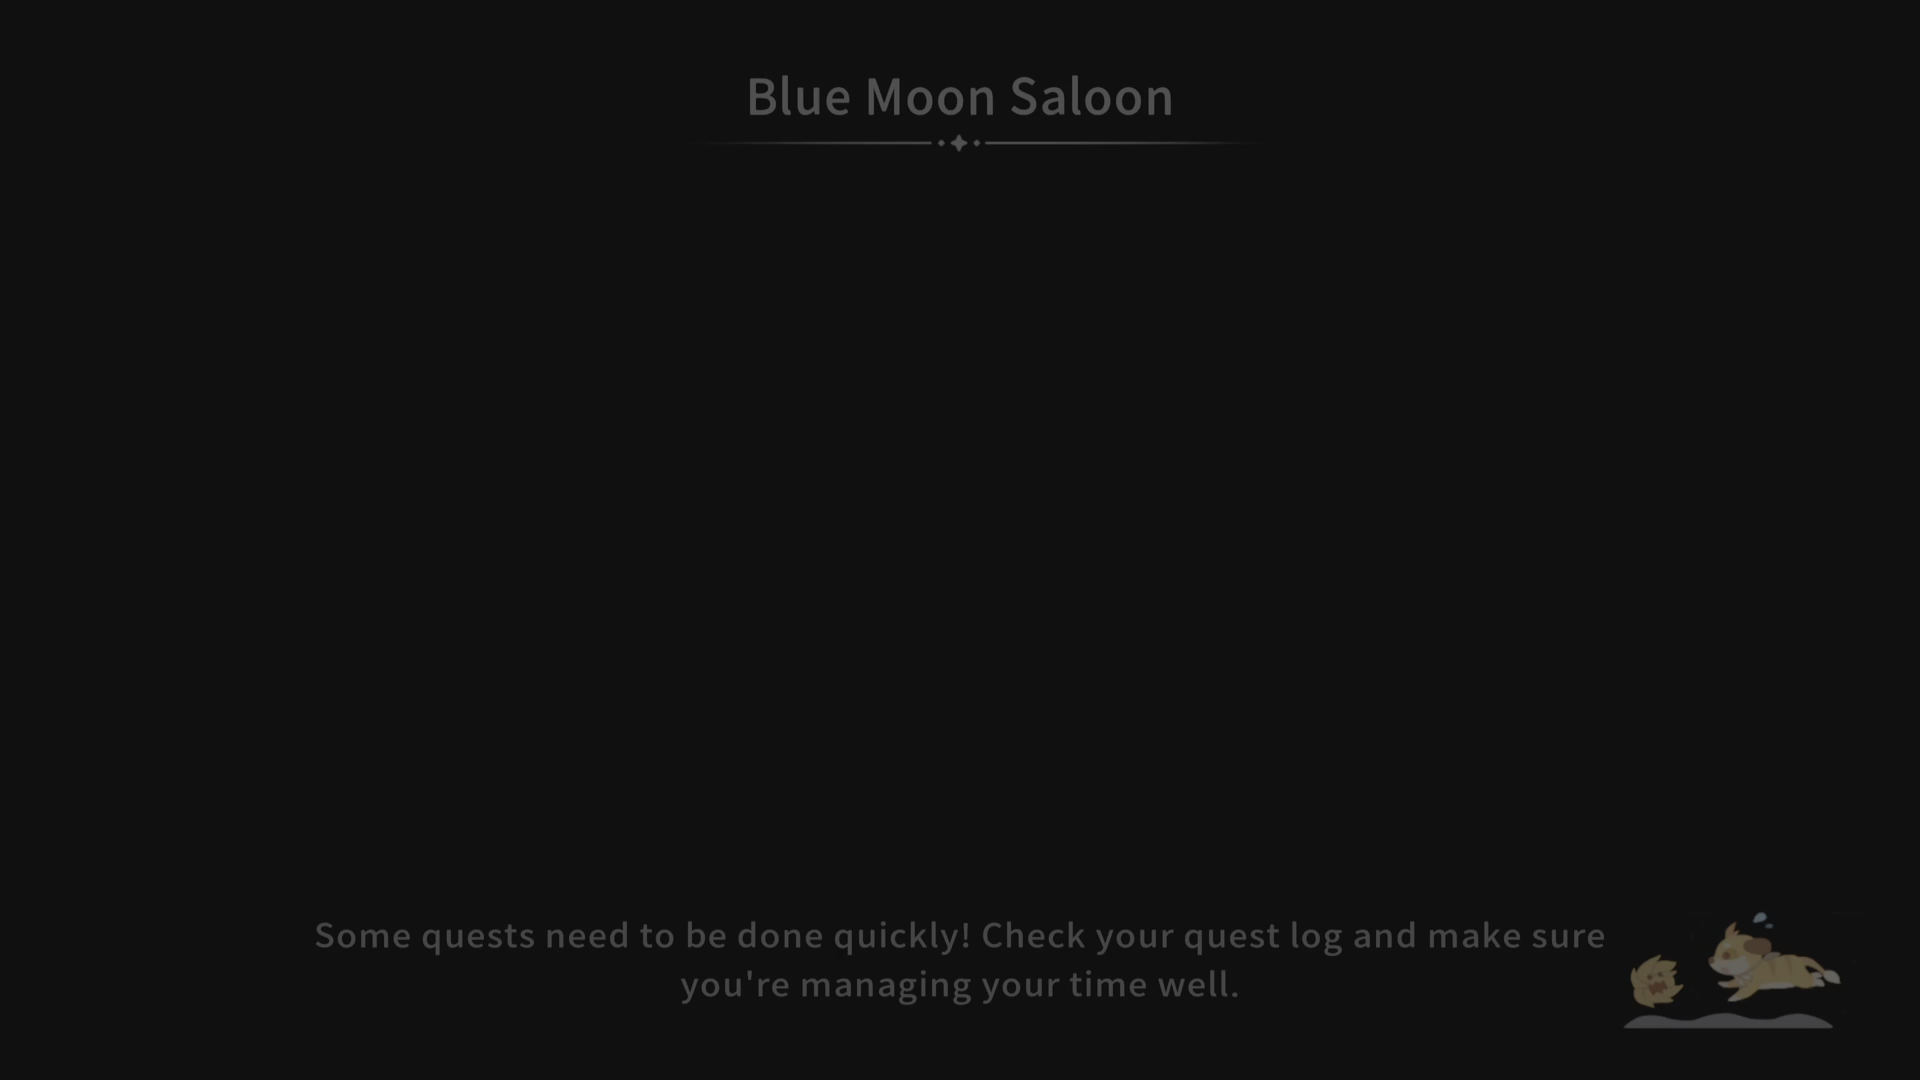 Blue Moon Saloon
Some quests need to be done quickly! Check your quest log and make sure
you're managing your time well.